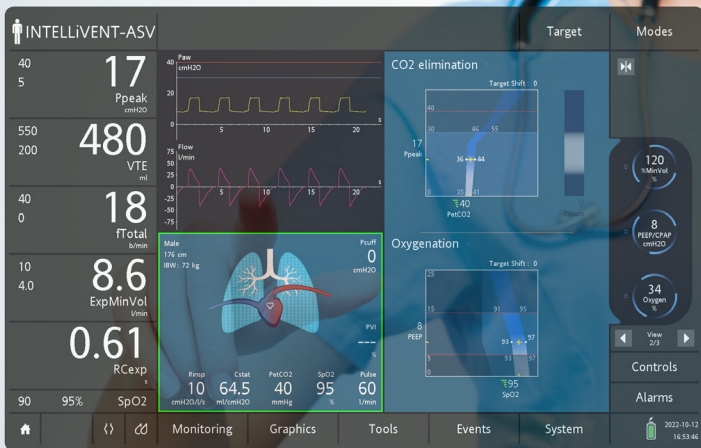 INTELLiVENT-ASV
Target
Modes
40
5
17
Ppeak
cmH2O
550
200
480
VTE
ml
40
0
18
fTotal
b/min
10
4.0
8.6
ExpMinVol
l/min
0.61
RCexp
s
90
95%
SpO2
Paw
cmH2O
40
20
0
5
10
15
20
s
Flow
l/min
75
50
25
0
-25
-50
-75
5
10
15
20
s
Male
176 cm
IBW: 72 kg
Pcuff
0
cmH2O
PVI
---
%
Rinsp
10
cmH2O/l/s
Cstat
64.5
ml/cmH2O
PetCO2
40
mmHg
SpO2
95
%
Pulse
60
1/min
CO2 elimination
Target Shift: 0
40
30
46
55
17
Ppeak
36
44
0
35
41
40
PetCO2
Oxygenation
Target Shift: 0
25
15
91
95
8
PEEP
93
97
5
93
97
0
95
SpO2
120
%MinVol
%
8
PEEP/CPAP
cmH2O
34
Oxygen
%
View
2/3
Controls
Alarms
Monitoring
Graphics
Tools
Events
System
2022-10-12
16:53:46